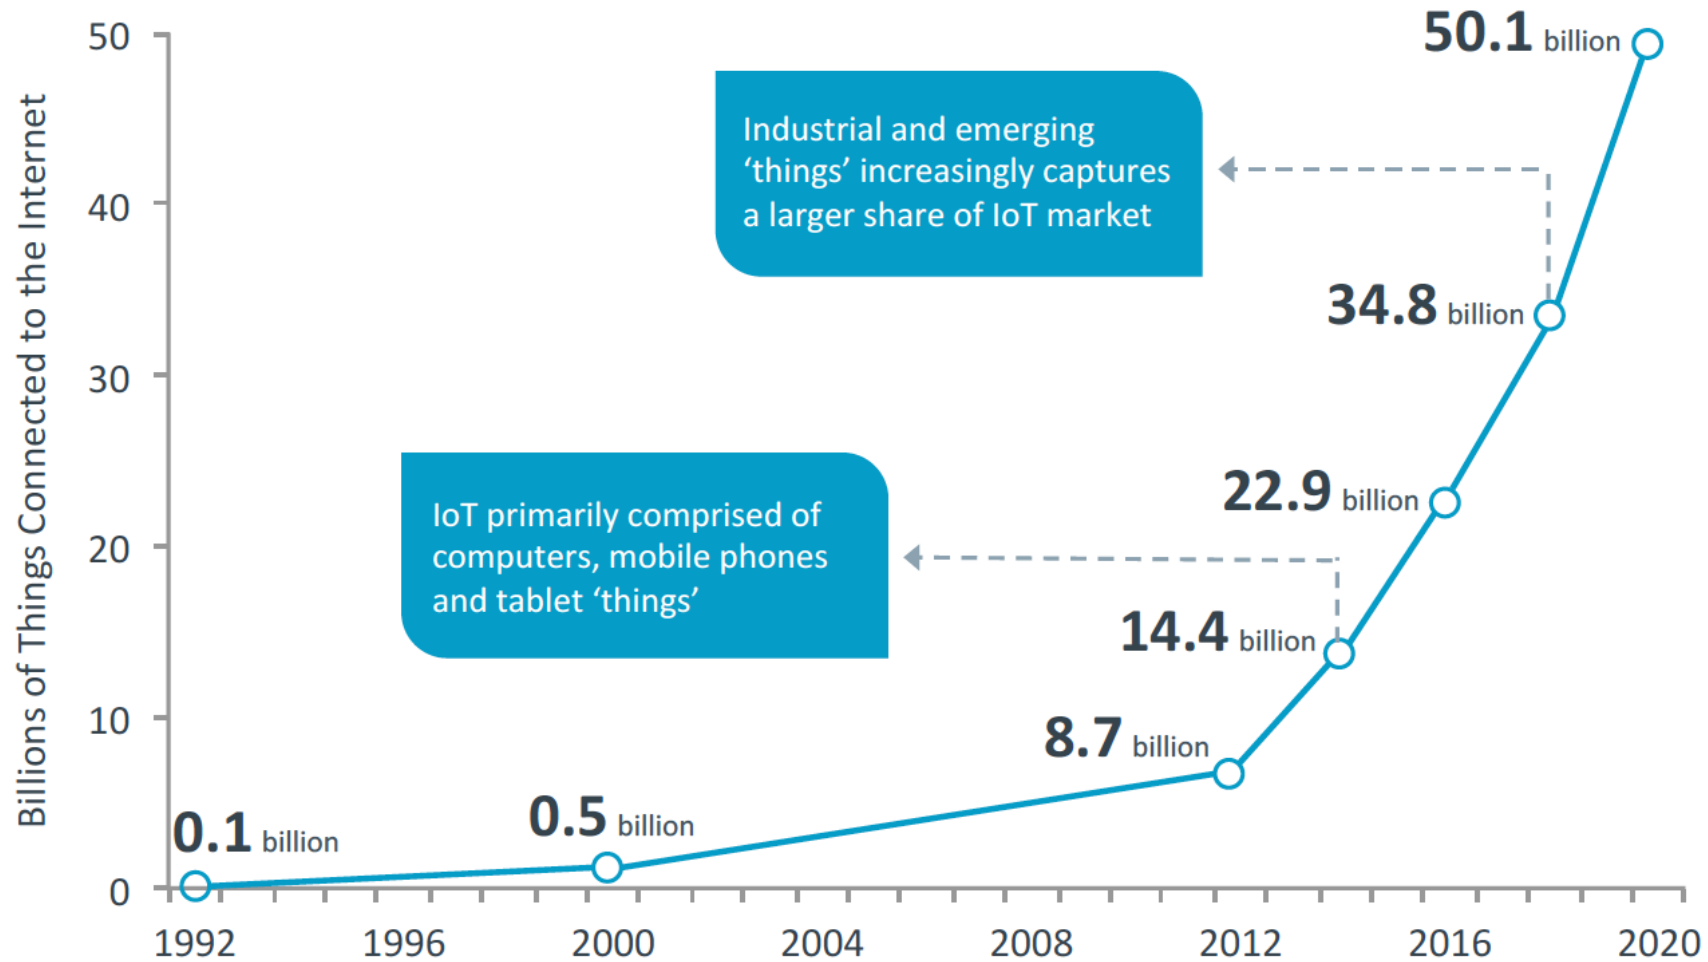 Billions of Things Connected to the Internet
50
40
30
20
10
0
50.1 billion
Industrial and emerging
‘things’ increasingly captures
a larger share of IoT market
34.8 billion
22.9 billion
IoT primarily comprised of
computers, mobile phones
and tablet ‘things’
14.4 billion
8.7 billion
0.5 billion
0.1 billion
1992 1996 2000 2004 2008 2012 2016 2020